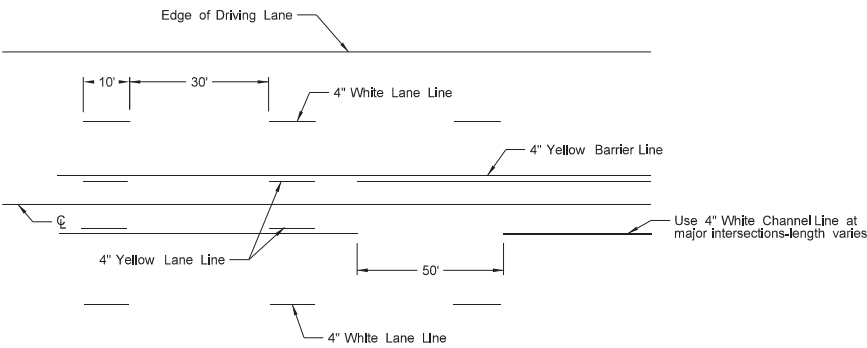 Edge of Driving Lane
10'
30'
4" White Lane Line
4" Yellow Barrier Line
℄
Use 4" White Channel Line at
major intersections-length varies
4" Yellow Lane Line
50'
4" White Lane Line